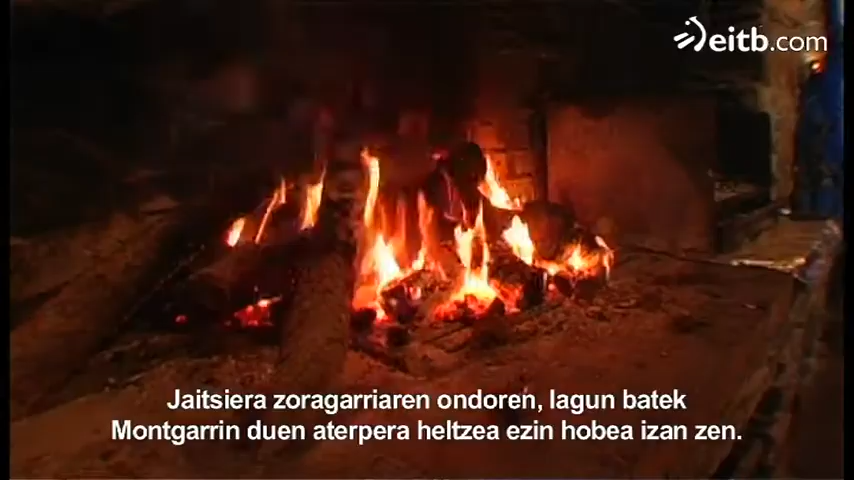 eitb.com
Jaitsiera zoragarriaren ondoren, lagun batek
Montgarrin duen aterpera heltzea ezin hobea izan zen.